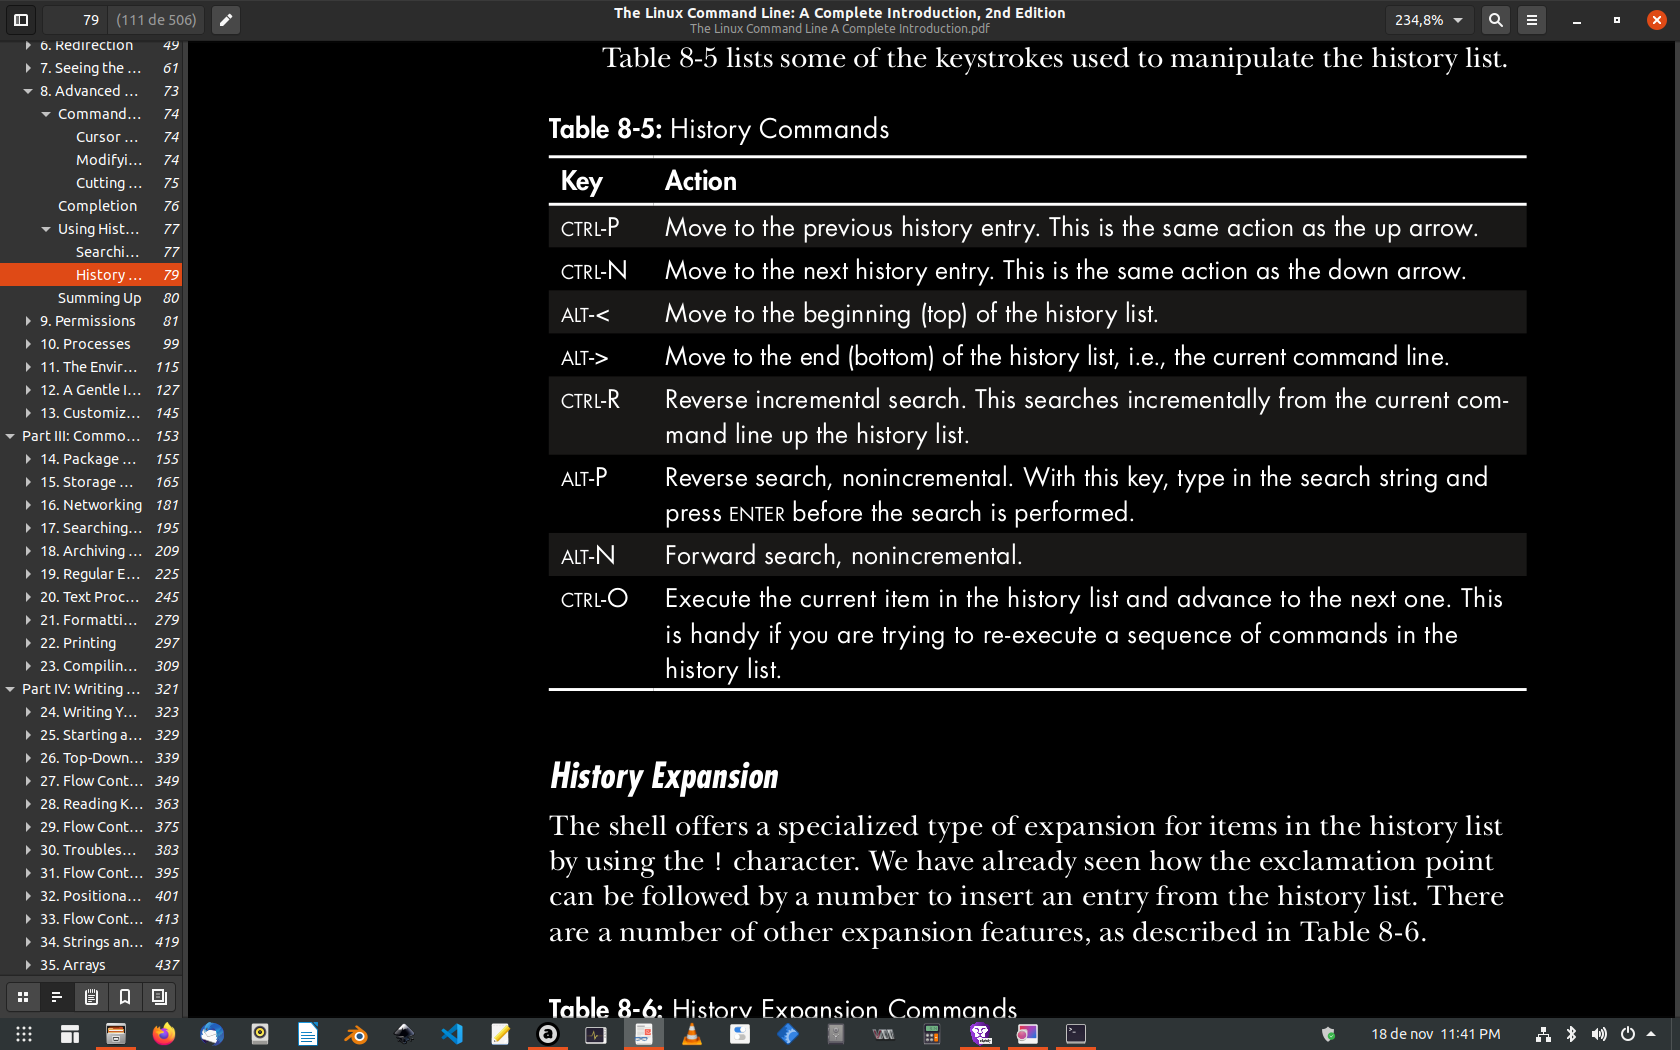 79
(111 de 506)
The Linux Command Line: A Complete Introduction, 2nd Edition
The Linux Command Line A Complete Introduction.pdf
234,8%
6. Redirection 49
7. Seeing the ... 61
8. Advanced ... 73
Command... 74
Cursor ... 74
Modifyi... 74
Cutting ... 75
Completion 76
Using Hist... 77
Searchi... 77
History ... 79
Summing Up 80
9. Permissions 81
10. Processes 99
11. The Envir... 115
12. A Gentle I... 127
13. Customiz... 145
Part III: Commo... 153
14. Package ... 155
15. Storage ... 165
16. Networking 181
17. Searching... 195
18. Archiving ... 209
19. Regular E... 225
20. Text Proc... 245
21. Formatti... 279
22. Printing 297
23. Compilin... 309
Part IV: Writing ... 321
24. Writing Y... 323
25. Starting a... 329
26. Top-Down... 339
27. Flow Cont... 349
28. Reading K... 363
29. Flow Cont... 375
30. Troubles... 383
31. Flow Cont... 395
32. Positiona... 401
33. Flow Cont... 413
34. Strings an... 419
35. Arrays 437
Table 8-5 lists some of the keystrokes used to manipulate the history list.
Table 8-5: History Commands
Key Action
CTRL-P Move to the previous history entry. This is the same action as the up arrow.
CTRL-N Move to the next history entry. This is the same action as the down arrow.
ALT-< Move to the beginning (top) of the history list.
ALT-> Move to the end (bottom) of the history list, i.e., the current command line.
CTRL-R Reverse incremental search. This searches incrementally from the current com-
mand line up the history list.
ALT-P Reverse search, nonincremental. With this key, type in the search string and
press ENTER before the search is performed.
ALT-N Forward search, nonincremental.
CTRL-O Execute the current item in the history list and advance to the next one. This
is handy if you are trying to re-execute a sequence of commands in the
history list.
History Expansion
The shell offers a specialized type of expansion for items in the history list
by using the ! character. We have already seen how the exclamation point
can be followed by a number to insert an entry from the history list. There
are a number of other expansion features, as described in Table 8-6.
Table 8-6: History Expansion Commands
18 de nov 11:41 PM